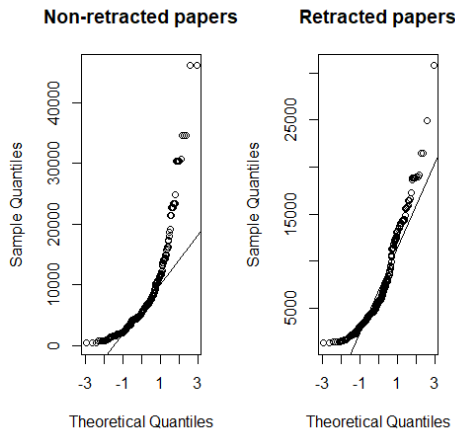 Non-retracted papers
Sample Quantiles
0
10000
20000
30000
40000
-3
-1
1
3
Theoretical Quantiles
Retracted papers
Sample Quantiles
5000
15000
25000
-3
-1
1
3
Theoretical Quantiles